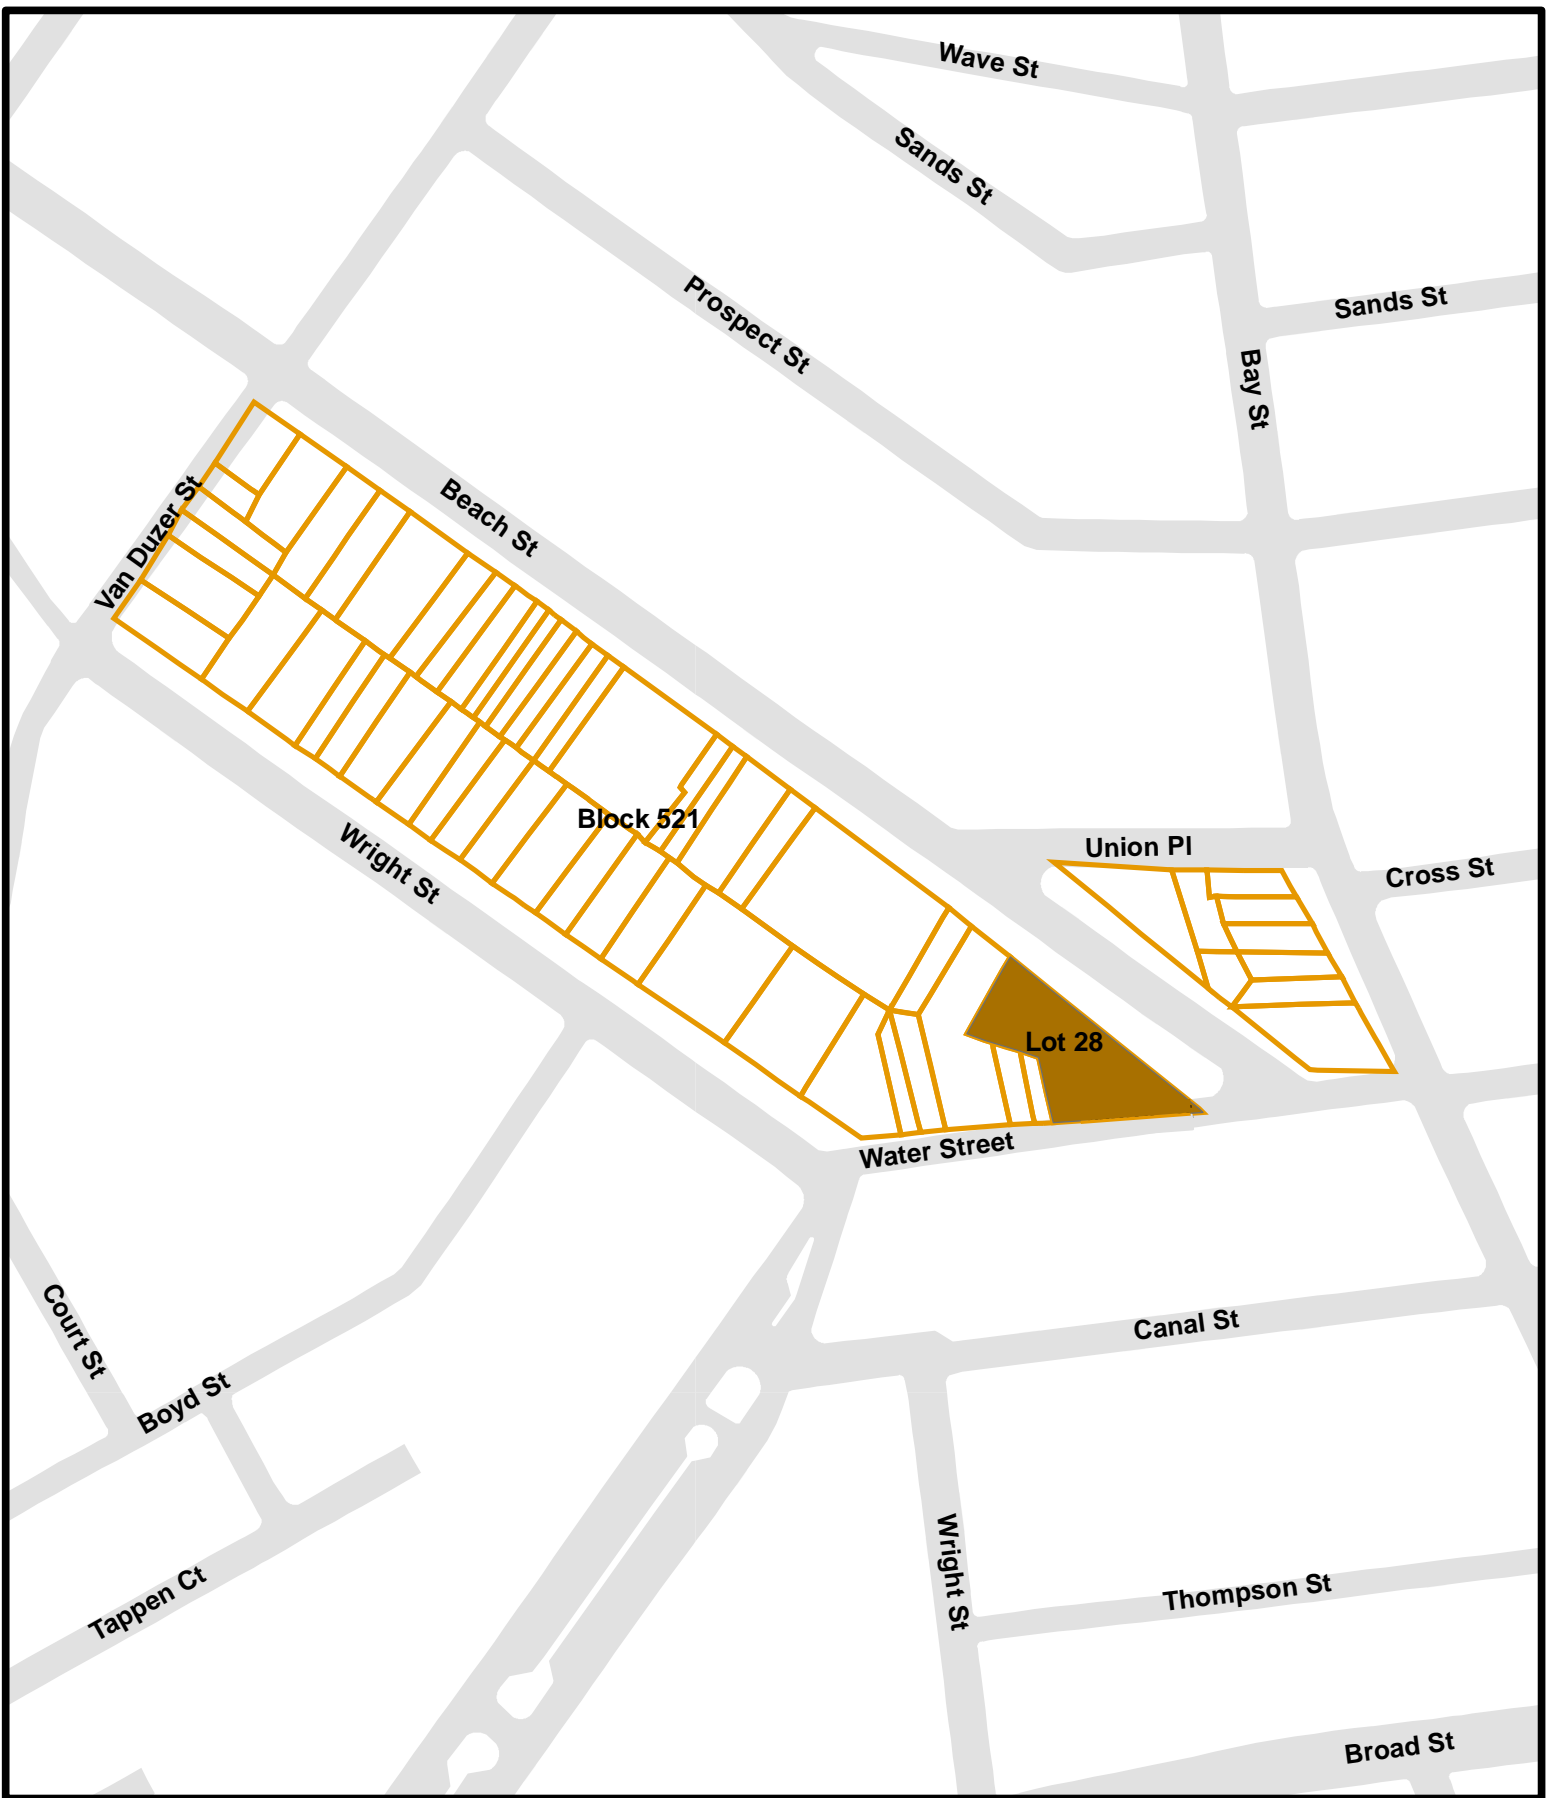 Wave St
Sands St
Prospect St
Sands St
Bay St
Beach St
Van Duzer St
Block 521
Wright St
Union Pl
Cross St
Lot 28
Water Street
Court St
Boyd St
Canal St
Wright St
Tappen Ct
Thompson St
Broad St